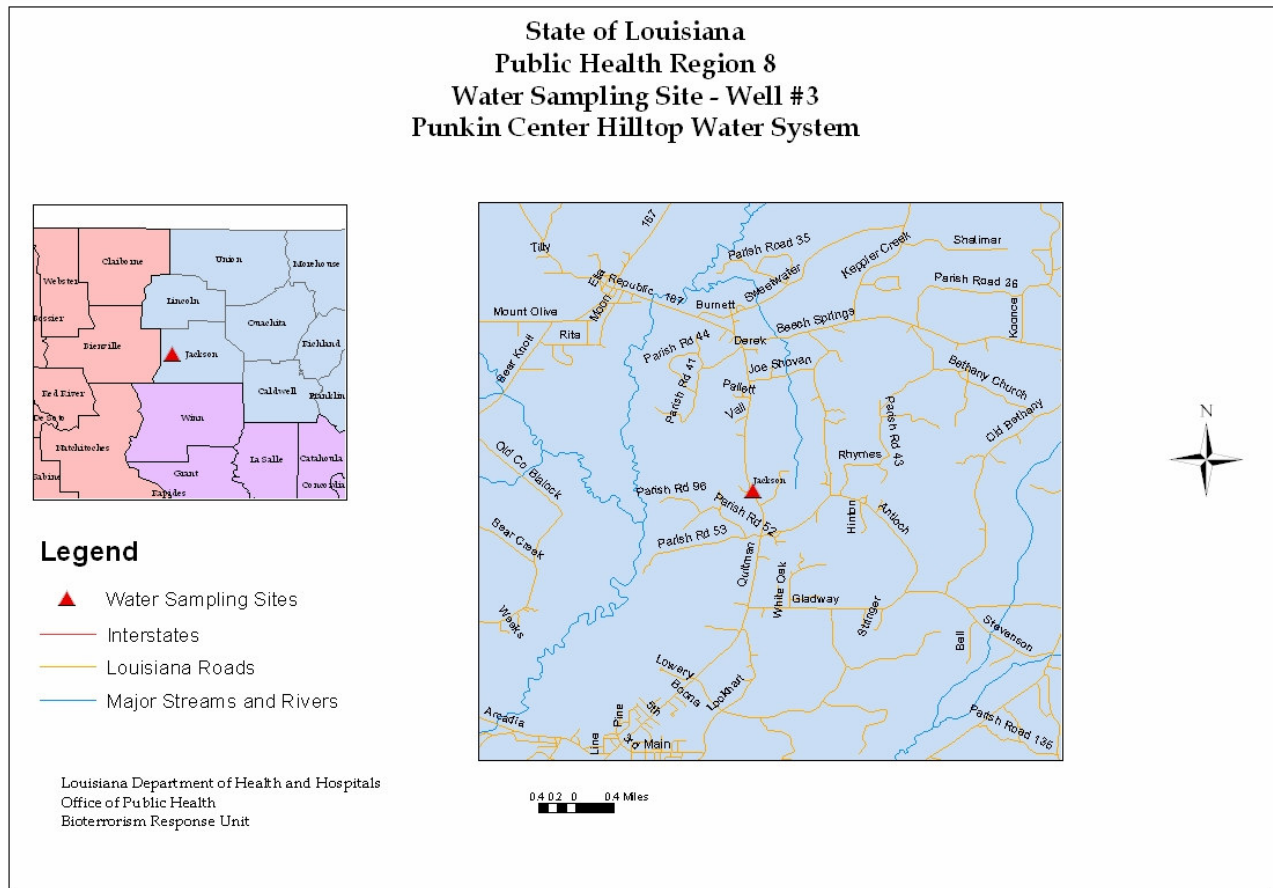 State of Louisiana
Public Health Region 8
Water Sampling Site - Well #3
Punkin Center Hilltop Water System
Claiborne
Union
Morehouse
Webster
Lincoln
Bossier
Ouachita
Bienville
Jackson
Richland
Red River
Caldwell
Franklin
De Soto
Winn
Natchitoches
La Salle
Catahoula
Sabine
Grant
Concordia
Rapides
167
Tilly
Parish Road 35
Shalimar
Keppler Creek
Ella
Republic
167
Sweetwater
Parish Road 36
Burnett
Moon
Mount Olive
Beech Springs
Koonce
Rita
Derek
Parish Rd 44
Bear Knoll
Joe Shovan
Bethany Church
Parish Rd 41
Pallett
Vail
Old Bethany
Parish Rd 43
Old Co. Blalock
Rhymes
Jackson
Parish Rd 96
Parish Rd 52
Hinton
Antioch
Bear Creek
Parish Rd 53
Quitman
White Oak
Gladway
Weeks
Stringer
Stevenson
Bell
Lowery
Boone
Lockhart
5th
Pine
Arcadia
Line
3rd
Main
Parish Road 136
N
Legend
Water Sampling Sites
Interstates
Louisiana Roads
Major Streams and Rivers
Louisiana Department of Health and Hospitals
Office of Public Health
Bioterrorism Response Unit
0.4 0.2 0 0.4 Miles